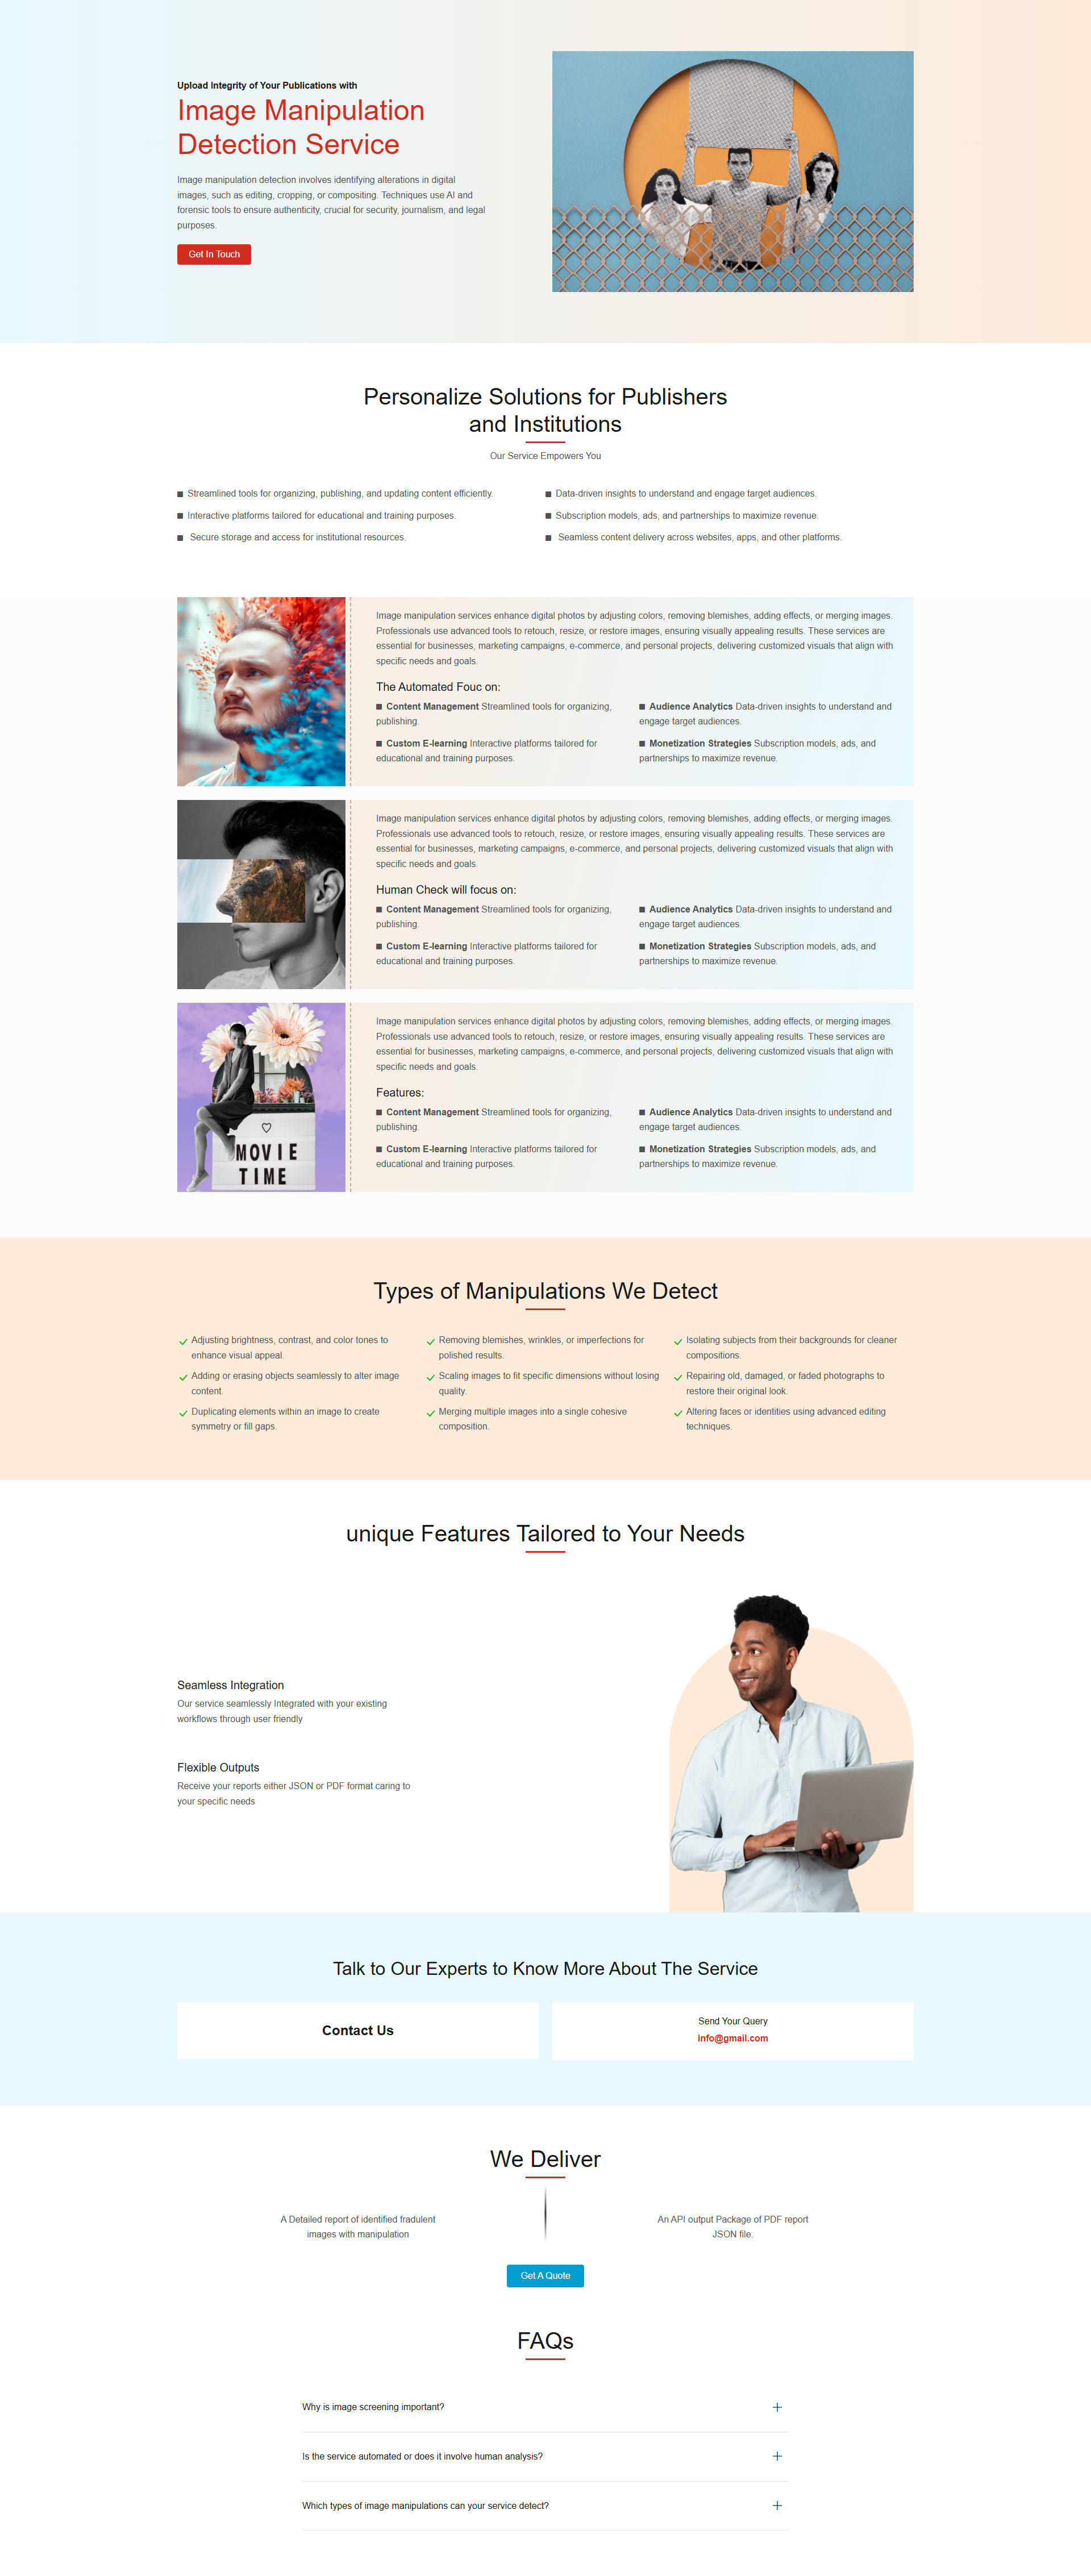 Upload Integrity of Your Publications with
Image Manipulation
Detection Service
Image manipulation detection involves identifying alterations in digital
images, such as editing, cropping, or compositing. Techniques use AI and
forensic tools to ensure authenticity, crucial for security, journalism, and legal
purposes.
Get In Touch
Personalize Solutions for Publishers
and Institutions
Our Service Empowers You
Streamlined tools for organizing, publishing, and updating content efficiently.
Interactive platforms tailored for educational and training purposes.
Secure storage and access for institutional resources.
Data-driven insights to understand and engage target audiences.
Subscription models, ads, and partnerships to maximize revenue.
Seamless content delivery across websites, apps, and other platforms.
Image manipulation services enhance digital photos by adjusting colors, removing blemishes, adding effects, or merging images.
Professionals use advanced tools to retouch, resize, or restore images, ensuring visually appealing results. These services are
essential for businesses, marketing campaigns, e-commerce, and personal projects, delivering customized visuals that align with
specific needs and goals.
The Automated Fouc on:
Content Management Streamlined tools for organizing,
publishing.
Custom E-learning Interactive platforms tailored for
educational and training purposes.
Audience Analytics Data-driven insights to understand and
engage target audiences.
Monetization Strategies Subscription models, ads, and
partnerships to maximize revenue.
Image manipulation services enhance digital photos by adjusting colors, removing blemishes, adding effects, or merging images.
Professionals use advanced tools to retouch, resize, or restore images, ensuring visually appealing results. These services are
essential for businesses, marketing campaigns, e-commerce, and personal projects, delivering customized visuals that align with
specific needs and goals.
Human Check will focus on:
Content Management Streamlined tools for organizing,
publishing.
Custom E-learning Interactive platforms tailored for
educational and training purposes.
Audience Analytics Data-driven insights to understand and
engage target audiences.
Monetization Strategies Subscription models, ads, and
partnerships to maximize revenue.
MOVIE
TIME
Image manipulation services enhance digital photos by adjusting colors, removing blemishes, adding effects, or merging images.
Professionals use advanced tools to retouch, resize, or restore images, ensuring visually appealing results. These services are
essential for businesses, marketing campaigns, e-commerce, and personal projects, delivering customized visuals that align with
specific needs and goals.
Features:
Content Management Streamlined tools for organizing,
publishing.
Custom E-learning Interactive platforms tailored for
educational and training purposes.
Audience Analytics Data-driven insights to understand and
engage target audiences.
Monetization Strategies Subscription models, ads, and
partnerships to maximize revenue.
Types of Manipulations We Detect
Adjusting brightness, contrast, and color tones to
enhance visual appeal.
Adding or erasing objects seamlessly to alter image
content.
Duplicating elements within an image to create
symmetry or fill gaps.
Removing blemishes, wrinkles, or imperfections for
polished results.
Scaling images to fit specific dimensions without losing
quality.
Merging multiple images into a single cohesive
composition.
Isolating subjects from their backgrounds for cleaner
compositions.
Repairing old, damaged, or faded photographs to
restore their original look.
Altering faces or identities using advanced editing
techniques.
unique Features Tailored to Your Needs
Seamless Integration
Our service seamlessly Integrated with your existing
workflows through user friendly
Flexible Outputs
Receive your reports either JSON or PDF format caring to
your specific needs
Talk to Our Experts to Know More About The Service
Contact Us
Send Your Query
info@gmail.com
We Deliver
A Detailed report of identified fradulent
images with manipulation
An API output Package of PDF report
JSON file.
Get A Quote
FAQs
Why is image screening important?
Is the service automated or does it involve human analysis?
Which types of image manipulations can your service detect?